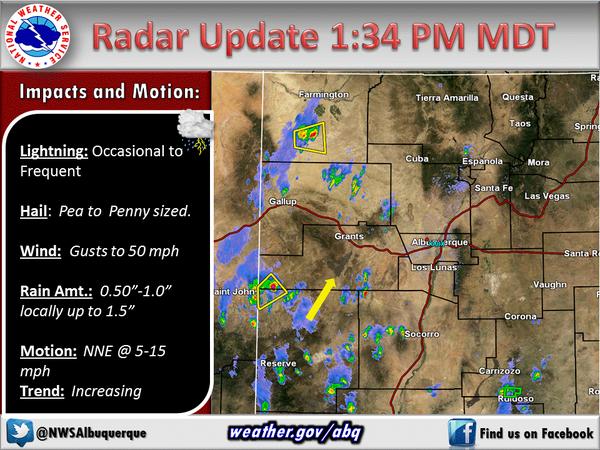 NATIONAL WEATHER SERVICE
Radar Update 1:34 PM MDT
Impacts and Motion:
Lightning: Occasional to
Frequent
Hail: Pea to Penny sized.
Wind: Gusts to 50 mph
Rain Amt.: 0.50”-1.0”
locally up to 1.5”
Motion: NNE @ 5-15
mph
Trend: Increasing
Farmington
Tierra Amarilla
Questa
Ra
Taos
Spring
Cuba
Espanola
Mora
Santa Fe
Las Vegas
Gallup
Grants
Albuquerque
Santa R
Los Lunas
aint John
Vaughn
Corona
Socorro
Reserve
Carrizozo
Ruidoso
Ro
@NWSAlbuquerque
weather.gov/abq
Find us on Facebook